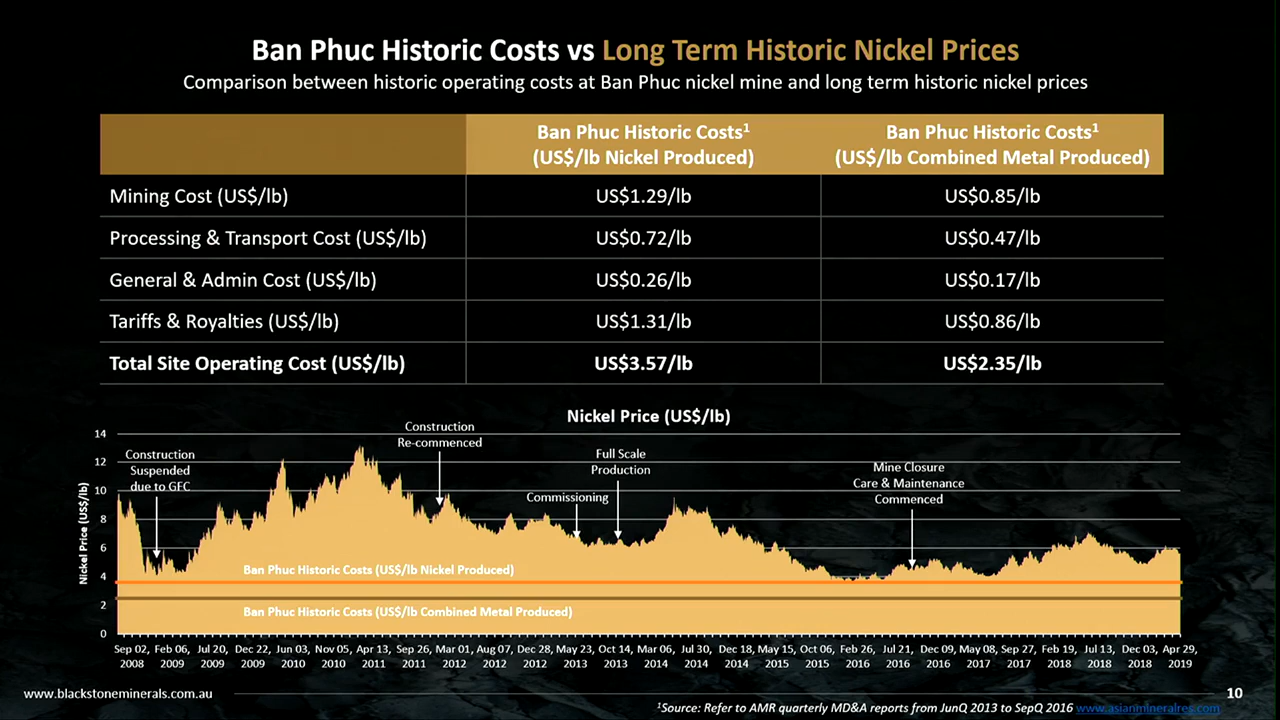 Ban Phuc Historic Costs vs Long Term Historic Nickel Prices
Comparison between historic operating costs at Ban Phuc nickel mine and long term historic nickel prices
Ban Phuc Historic Costs¹ (US$/lb Nickel Produced) Ban Phuc Historic Costs¹ (US$/lb Combined Metal Produced)
Mining Cost (US$/lb) US$1.29/lb US$0.85/lb
Processing & Transport Cost (US$/lb) US$0.72/lb US$0.47/lb
General & Admin Cost (US$/lb) US$0.26/lb US$0.17/lb
Tariffs & Royalties (US$/lb) US$1.31/lb US$0.86/lb
Total Site Operating Cost (US$/lb) US$3.57/lb US$2.35/lb
Nickel Price (US$/lb)
Nickel Price (US$/lb)
14
12
10
8
6
4
2
0
Construction
Suspended
due to GFC
Construction
Re-commenced
Commissioning
Full Scale
Production
Mine Closure
Care & Maintenance
Commenced
Ban Phuc Historic Costs (US$/lb Nickel Produced)
Ban Phuc Historic Costs (US$/lb Combined Metal Produced)
Sep 02, Feb 06, Jul 20, Dec 22, Jun 03, Nov 05, Apr 13, Sep 26, Mar 01, Aug 07, Dec 28, May 23, Oct 14, Mar 06, Jul 30, Dec 18, May 15, Oct 06, Feb 26, Jul 21, Dec 09, May 08, Sep 27, Feb 19, Jul 13, Dec 03, Apr 29,
2008 2009 2009 2009 2010 2010 2011 2011 2012 2012 2012 2013 2013 2014 2014 2014 2015 2015 2016 2016 2016 2017 2017 2018 2018 2018 2019
www.blackstoneminerals.com.au
10
¹Source: Refer to AMR quarterly MD&A reports from JunQ 2013 to SepQ 2016 www.asianmineralres.com